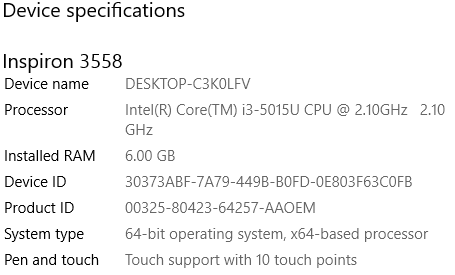 Device specifications
Inspiron 3558
Device name DESKTOP-C3K0LFV
Processor Intel(R) Core(TM) i3-5015U CPU @ 2.10GHz 2.10
GHz
Installed RAM 6.00 GB
Device ID 30373ABF-7A79-449B-B0FD-0E803F63C0FB
Product ID 00325-80423-64257-AAOEM
System type 64-bit operating system, x64-based processor
Pen and touch Touch support with 10 touch points